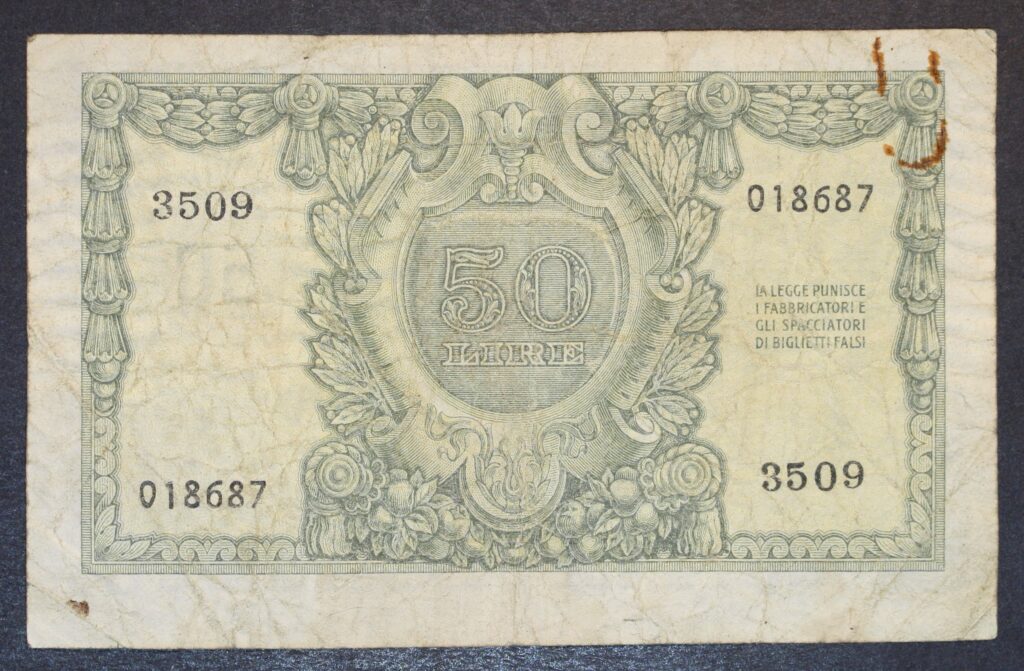 3509
018687
50
LIRE
LA LEGGE PUNISCE
I FABBRICATORI E
GLI SPACCIATORI
DI BIGLIETTI FALSI
018687
3509